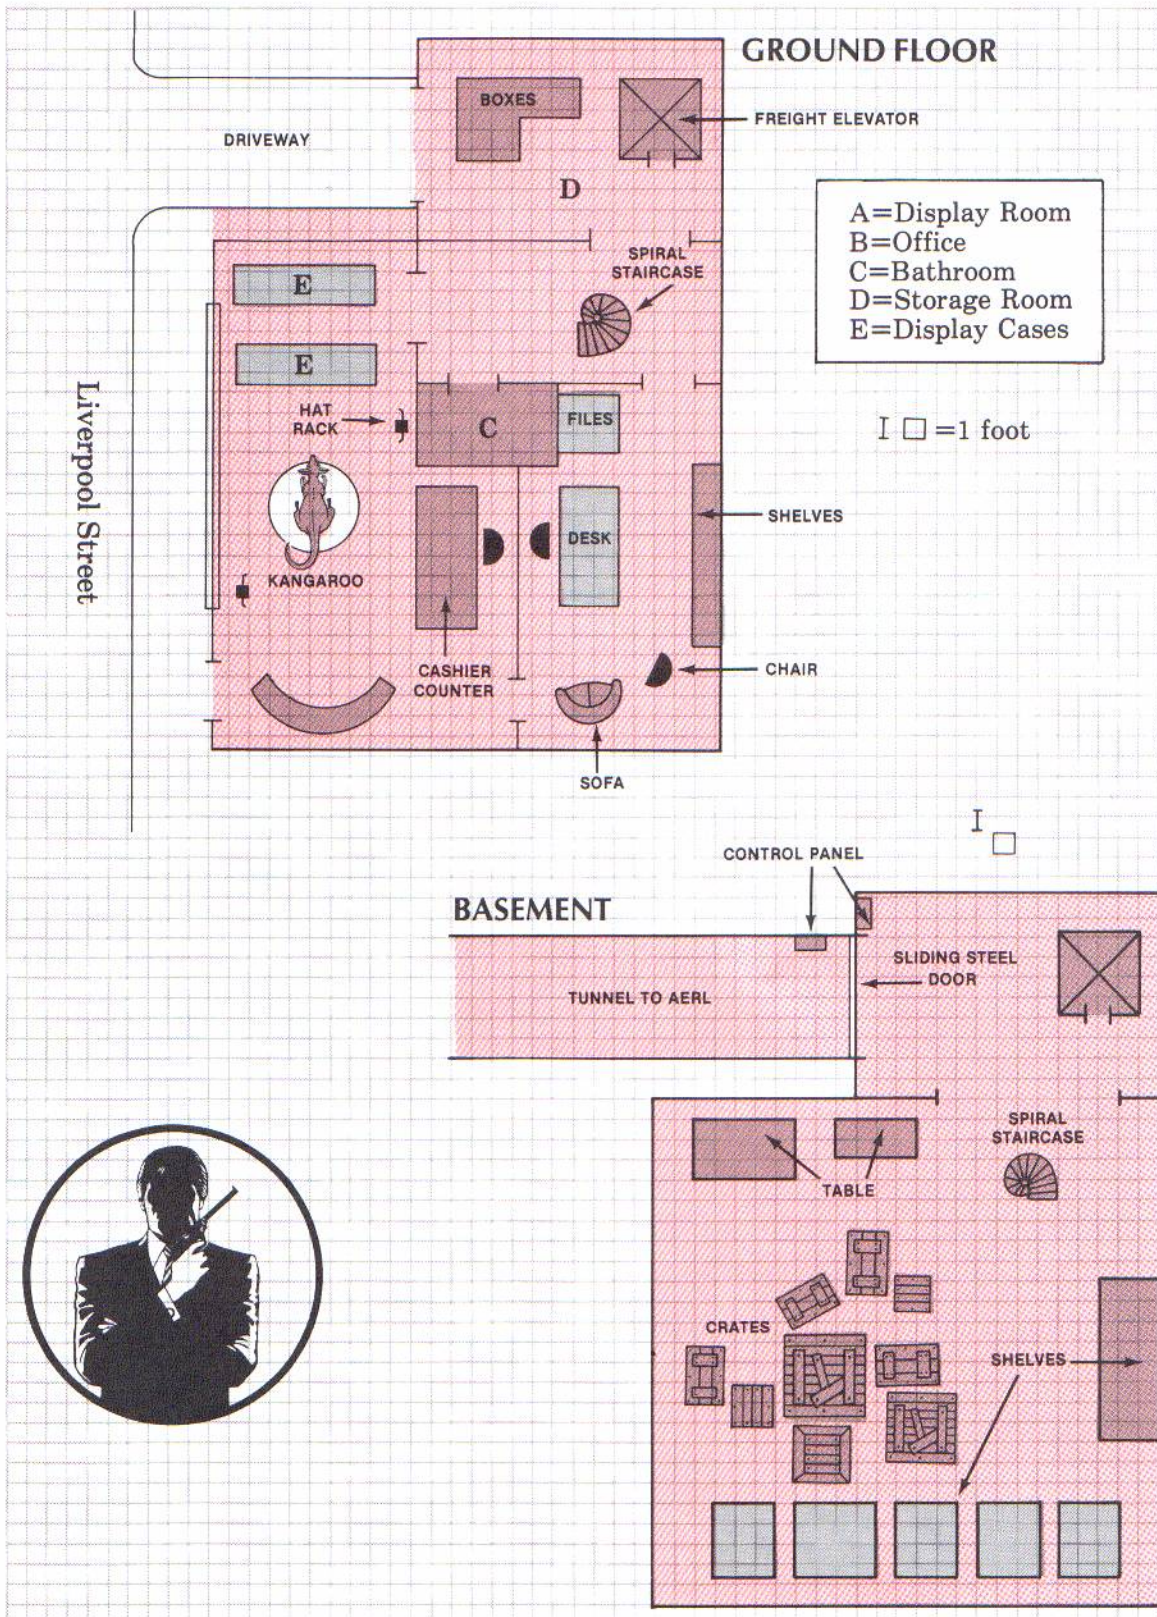 GROUND FLOOR
BOXES
FREIGHT ELEVATOR
DRIVEWAY
D
A=Display Room
B=Office
C=Bathroom
D=Storage Room
E=Display Cases
SPIRAL
STAIRCASE
E
E
I □ =1 foot
HAT
RACK
C
FILES
Liverpool Street
SHELVES
DESK
KANGAROO
CASHIER
COUNTER
CHAIR
SOFA
I □
CONTROL PANEL
BASEMENT
SLIDING STEEL
DOOR
TUNNEL TO AERL
SPIRAL
STAIRCASE
TABLE
CRATES
SHELVES